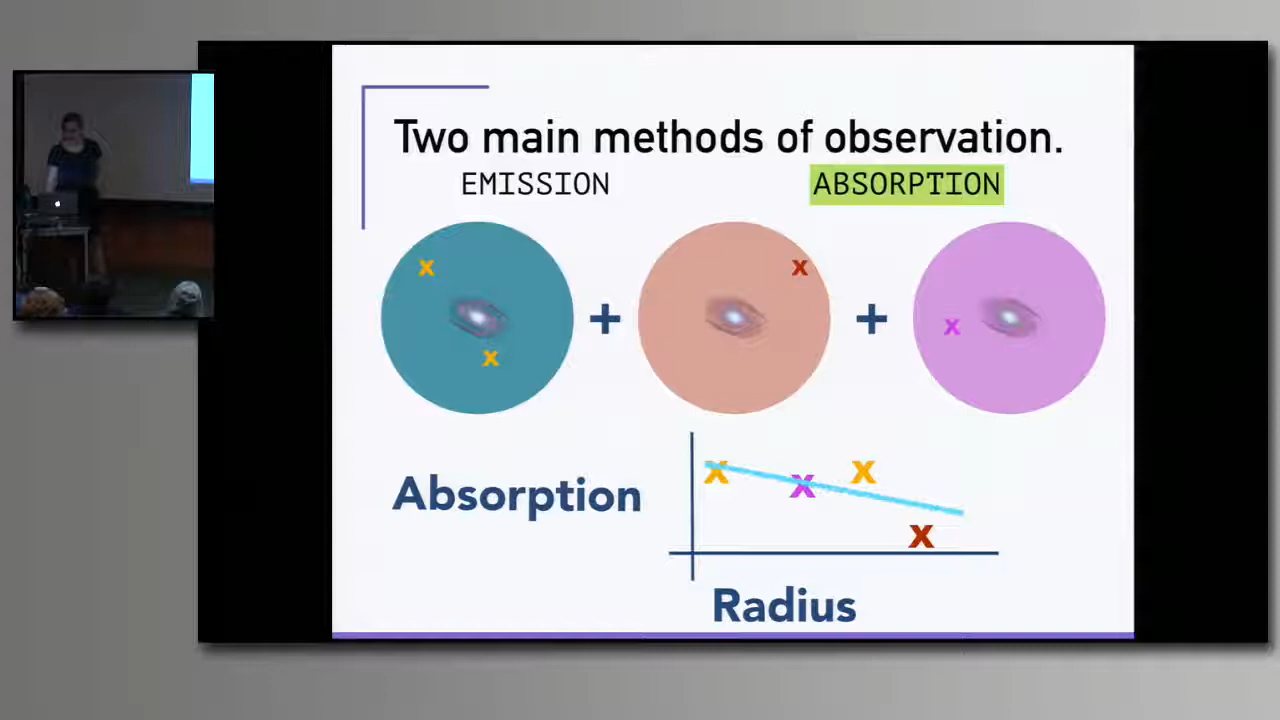 Two main methods of observation.
EMISSION ABSORPTION
x x x x
+ +
Absorption
x x x x
Radius